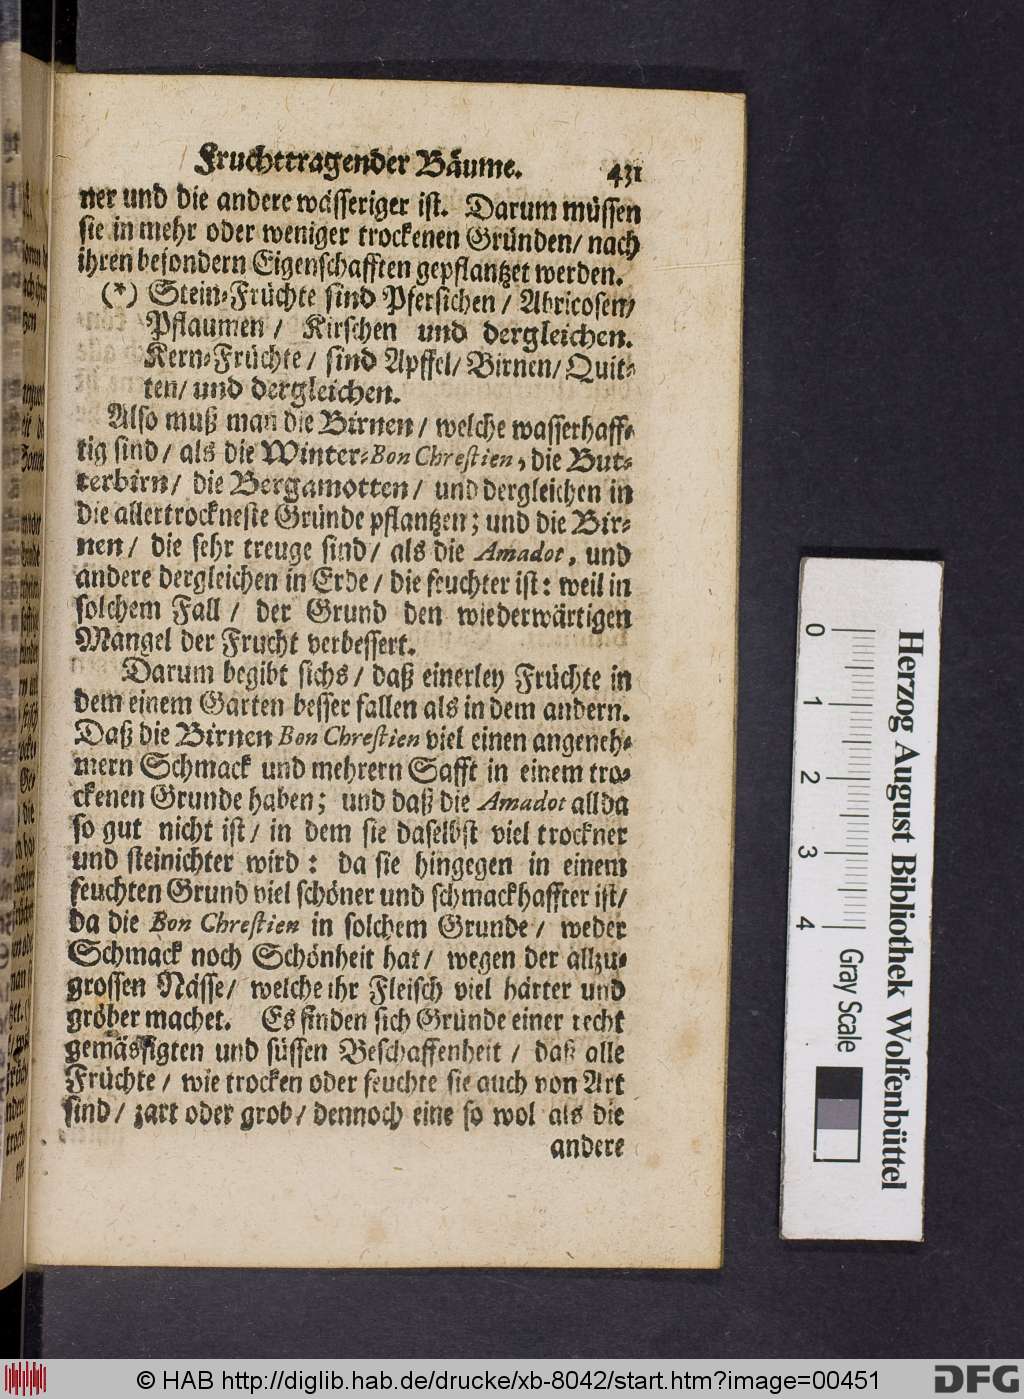 Fruchttragender Bäume. 431
ner und die andere wässeriger ist. Darum müssen
sie in mehr oder weniger trockenen Gründen/ nach
ihren besondern Eigenschafften gepflantzet werden.
(*) Stein-Früchte sind Pfersichen / Abricosen/
Pflaumen / Kirschen und dergleichen.
Kern-Früchte / sind Apffel/ Birnen/ Quit-
ten/ und dergleichen.
Also muß man die Birnen / welche wasserhaff-
tig sind / als die Winter-Bon Chrestien, die But-
terbirn / die Bergamotten / und dergleichen in
die allertrockneste Gründe pflantzen; und die Bir-
nen / die sehr treuge sind / als die Amadot, und
andere dergleichen in Erde / die feuchter ist: weil in
solchem Fall / der Grund den wiederwärtigen
Mangel der Frucht verbessert.
Darum begibt sichs / daß einerley Früchte in
dem einem Garten besser fallen als in dem andern.
Daß die Birnen Bon Chrestien viel einen angeneh-
mern Schmack und mehrern Safft in einem tro-
ckenen Grunde haben; und daß die Amadot allda
so gut nicht ist / in dem sie daselbst viel trockner
und steinichter wird: da sie hingegen in einem
feuchten Grund viel schöner und schmackhaffter ist/
da die Bon Chrestien in solchem Grunde / weder
Schmack noch Schönheit hat / wegen der allzu-
grossen Nässe/ welche ihr Fleisch viel härter und
gröber machet. Es finden sich Gründe einer recht
gemässigten und süssen Beschaffenheit / daß alle
Früchte / wie trocken oder feuchte sie auch von Art
sind / zart oder grob / dennoch eine so wol als die
andere
Herzog August Bibliothek Wolfenbüttel
0 1 2 3 4 Gray Scale
© HAB http://diglib.hab.de/drucke/xb-8042/start.htm?image=00451
DFG